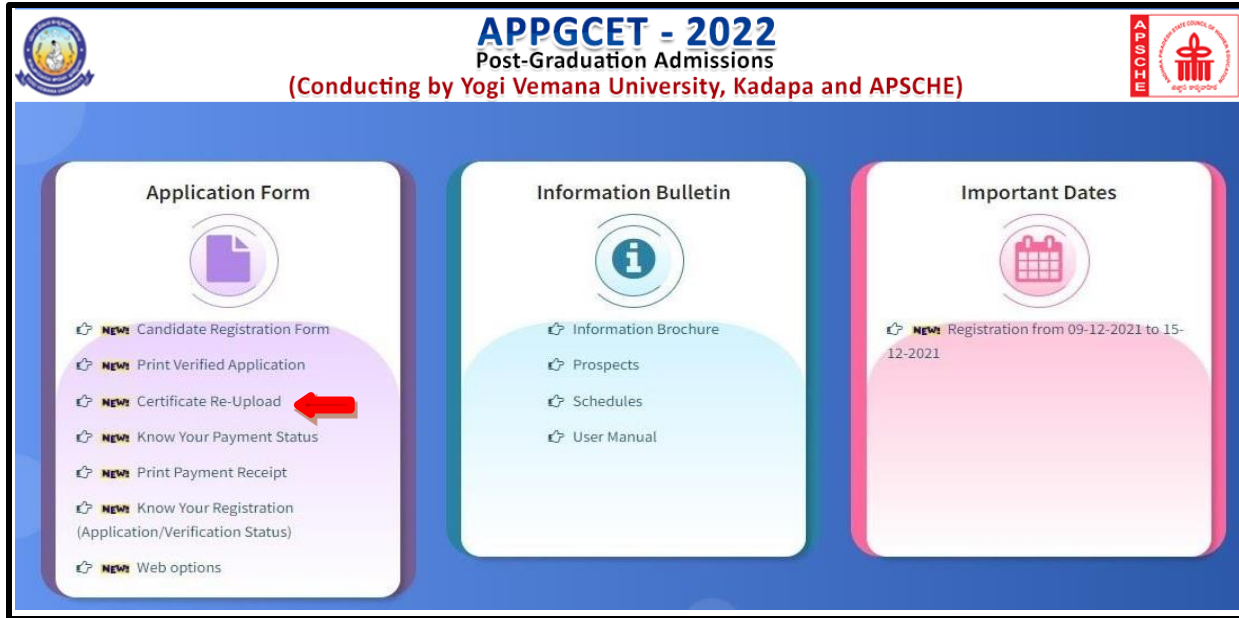 APPGCET - 2022
Post-Graduation Admissions
(Conducting by Yogi Vemana University, Kadapa and APSCHE)
APSCHE
Application Form
NEW! Candidate Registration Form
NEW! Print Verified Application
NEW! Certificate Re-Upload
NEW! Know Your Payment Status
NEW! Print Payment Receipt
NEW! Know Your Registration
(Application/Verification Status)
NEW! Web options
Information Bulletin
Information Brochure
Prospects
Schedules
User Manual
Important Dates
NEW! Registration from 09-12-2021 to 15-
12-2021